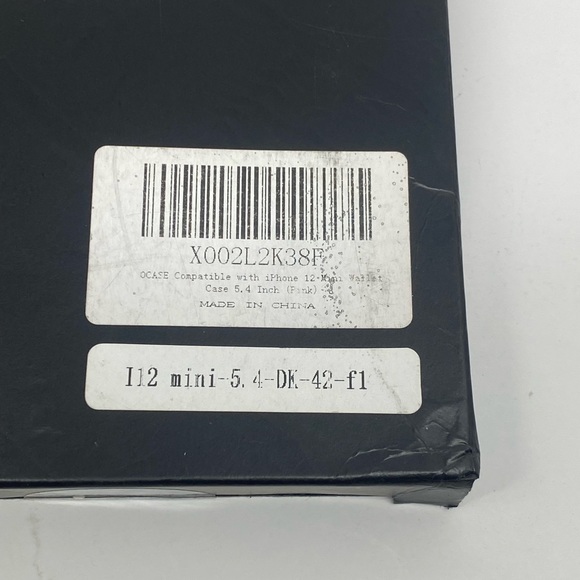 X002L2K38F
OCASE Compatible with iPhone 12 Mini Wallet
Case 5.4 Inch (Pink)
MADE IN CHINA
I12 mini-5.4-DK-42-f1